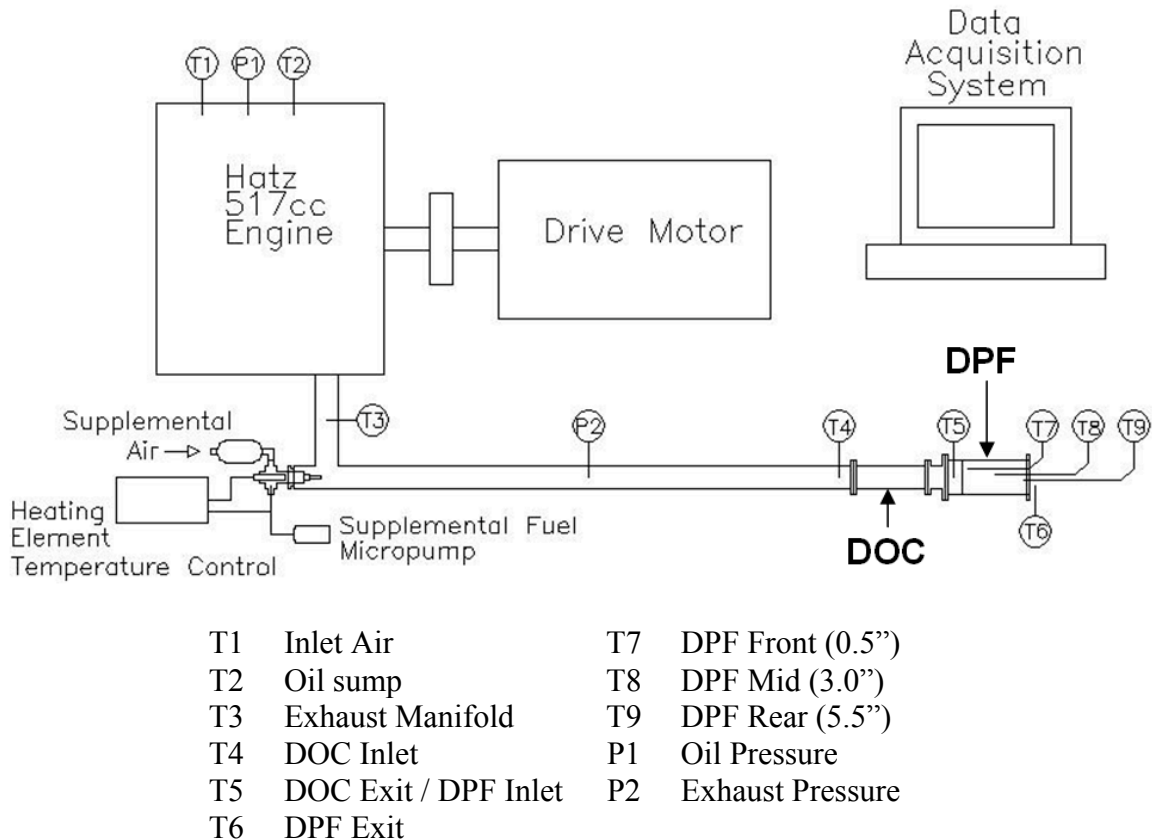 Data
Acquisition
System
T1 P1 T2
Hatz
517cc
Engine
Drive Motor
DPF
Supplemental
Air
T3
P2
T4
T5
T7
T8
T9
Heating
Element
Temperature Control
Supplemental Fuel
Micropump
DOC
T6
T1 Inlet Air T7 DPF Front (0.5”)
T2 Oil sump T8 DPF Mid (3.0”)
T3 Exhaust Manifold T9 DPF Rear (5.5”)
T4 DOC Inlet P1 Oil Pressure
T5 DOC Exit / DPF Inlet P2 Exhaust Pressure
T6 DPF Exit